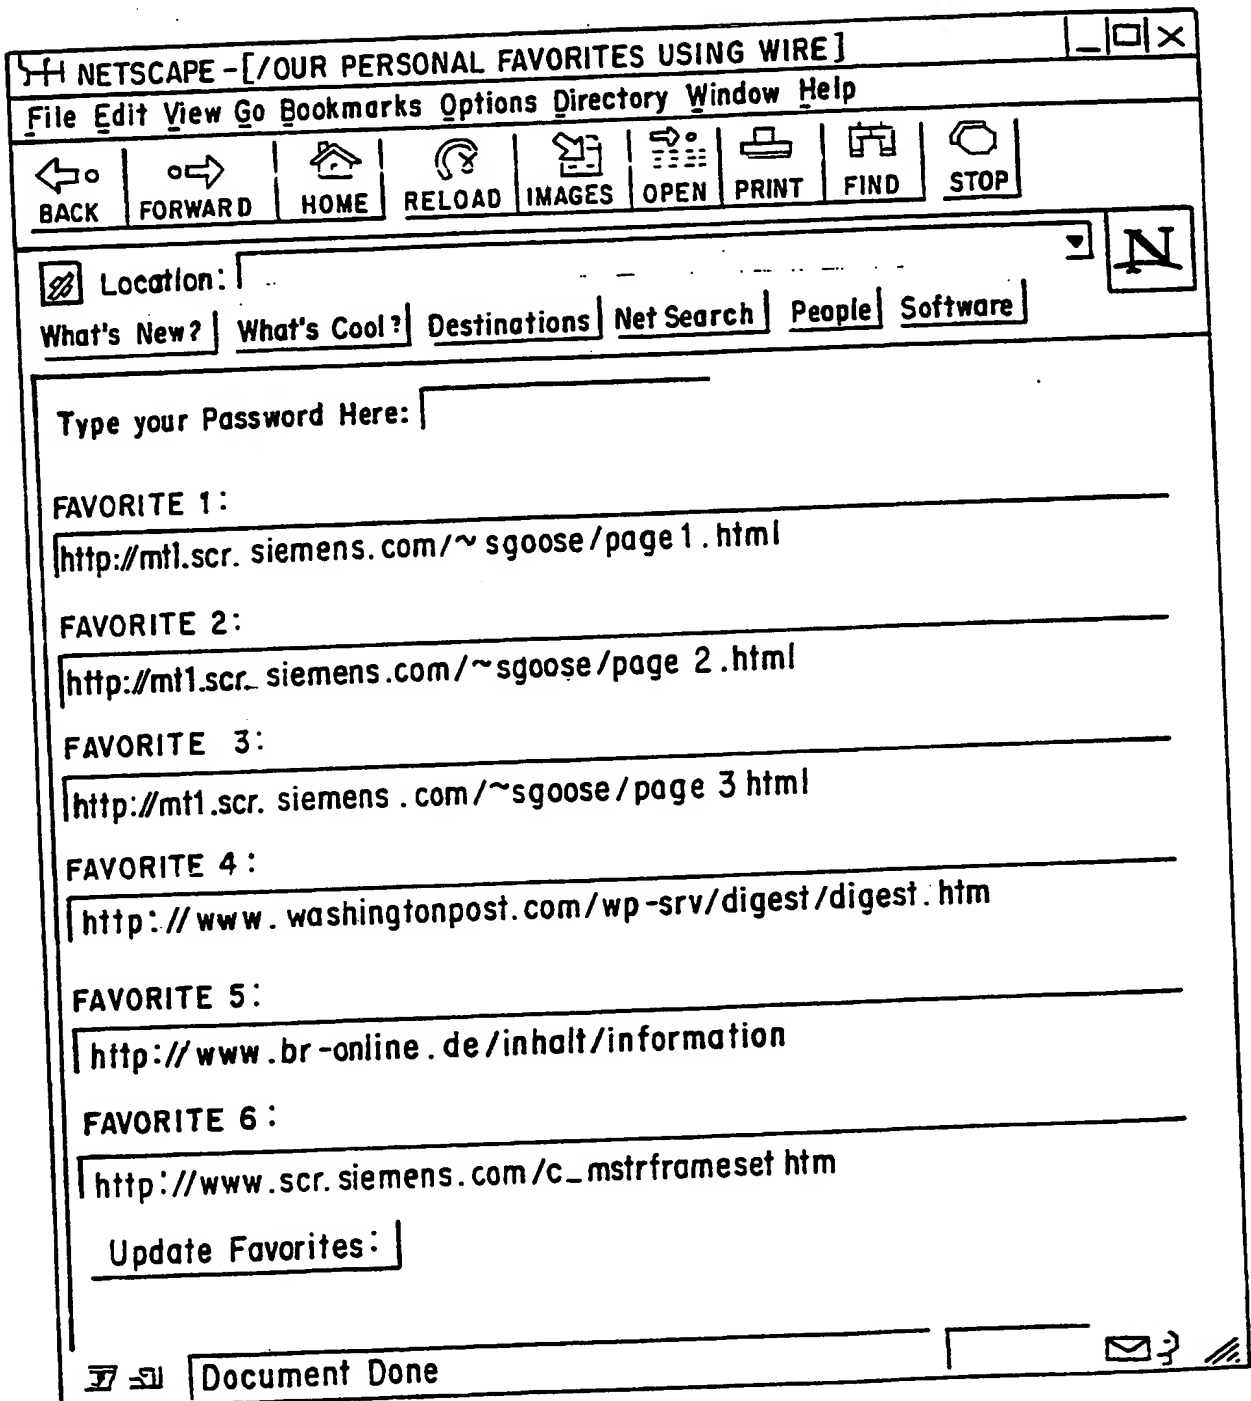 NETSCAPE-[/OUR PERSONAL FAVORITES USING WIRE]
File Edit View Go Bookmarks Options Directory Window Help
BACK FORWARD HOME RELOAD IMAGES OPEN PRINT FIND STOP
Location: N
What's New? What's Cool? Destinations Net Search People Software
Type your Password Here:
FAVORITE 1:
http://mt1.scr. siemens.com/~ sgoose/page1.html
FAVORITE 2:
http://mt1.scr_ siemens.com/~sgoose/page 2.html
FAVORITE 3:
http://mt1.scr. siemens . com/~sgoose/page 3 html
FAVORITE 4:
http://www. washingtonpost.com/wp-srv/digest/digest.htm
FAVORITE 5:
http://www.br-online.de/inhalt/information
FAVORITE 6:
http://www.scr.siemens.com/c_mstrframeset htm
Update Favorites:
Document Done